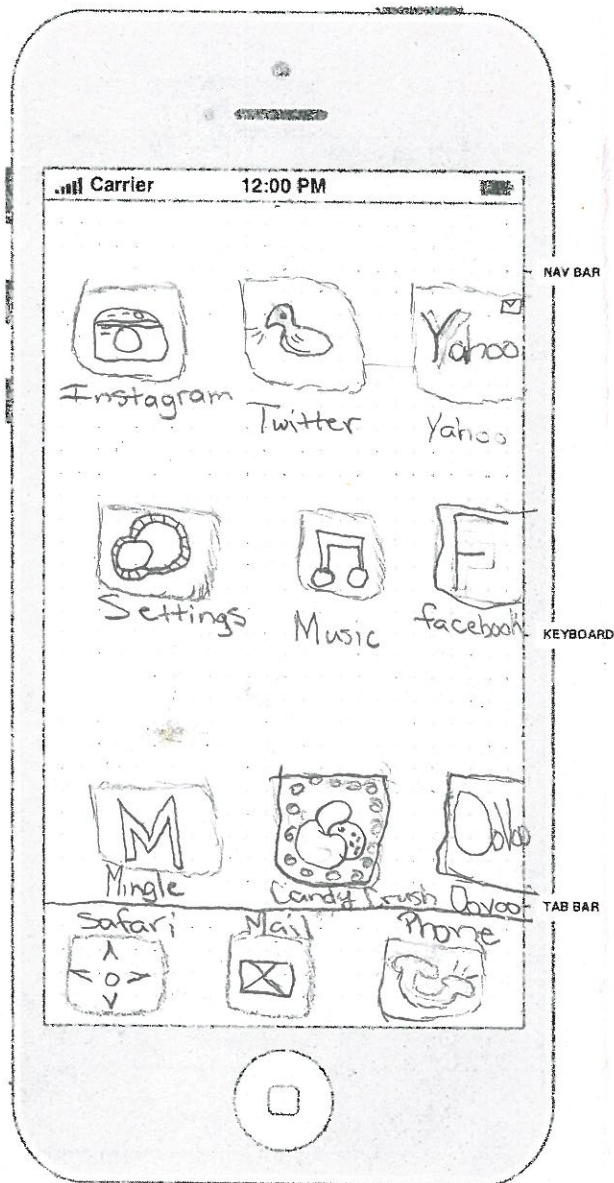 Carrier 12:00 PM
NAV BAR
Yahoo
Instagram Twitter Yahoo
F
Settings Music facebook
KEYBOARD
M OoVoo
Mingle Candy Crush Oovoo
TAB BAR
Safari Mail Phone